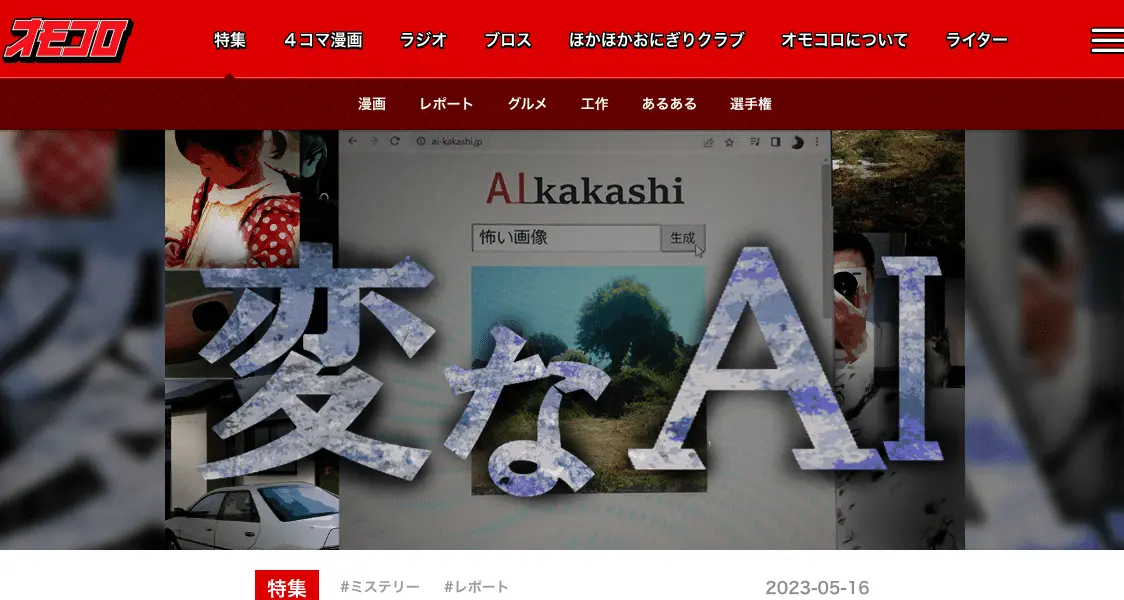 オモコロ
特集 4コマ漫画 ラジオ ブロス ほかほかおにぎりクラブ オモコロについて ライター
漫画 レポート グルメ 工作 あるある 選手権
ai-kakashi.jp
AIkakashi
怖い画像 生成
変なAI
特集 #ミステリー #レポート 2023-05-16